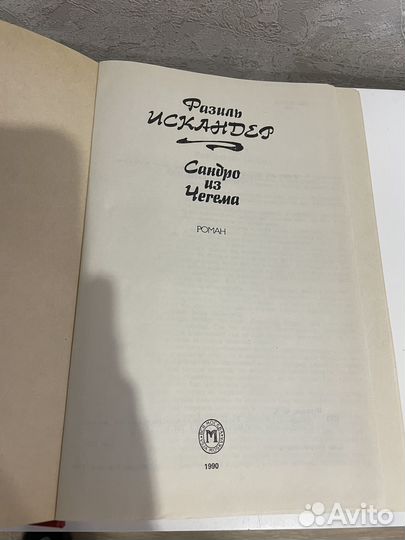 Фазиль
ИСКАНДЕР
Сандро
из
Чегема
РОМАН
М
1990
Avito